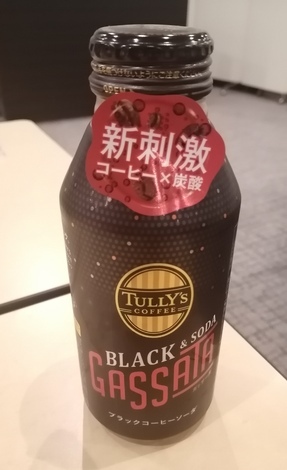 OPEN
新刺激
コーヒー×炭酸
TULLY'S
COFFEE
BLACK & SODA
GASSATA
ブラックコーヒーソーダ